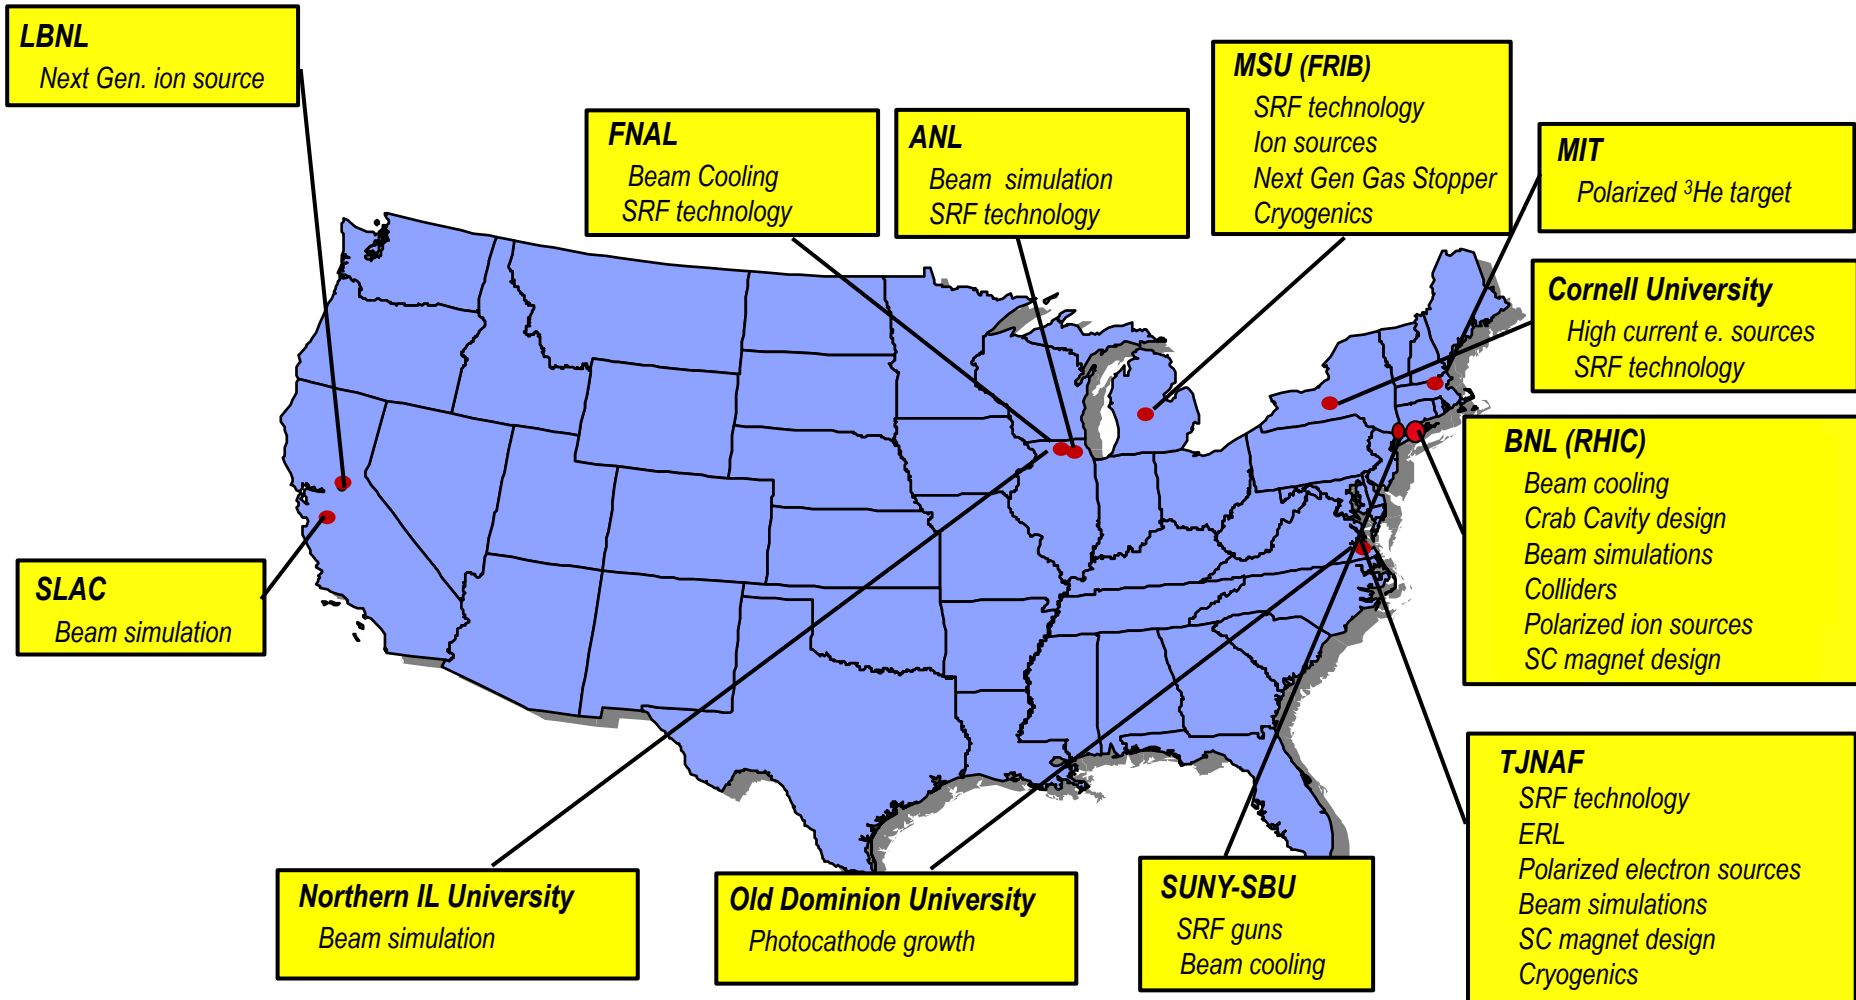 LBNL
Next Gen. ion source
FNAL
Beam Cooling
SRF technology
ANL
Beam simulation
SRF technology
MSU (FRIB)
SRF technology
Ion sources
Next Gen Gas Stopper
Cryogenics
MIT
Polarized ³He target
Cornell University
High current e. sources
SRF technology
BNL (RHIC)
Beam cooling
Crab Cavity design
Beam simulations
Colliders
Polarized ion sources
SC magnet design
SLAC
Beam simulation
TJNAF
SRF technology
ERL
Polarized electron sources
Beam simulations
SC magnet design
Cryogenics
Northern IL University
Beam simulation
Old Dominion University
Photocathode growth
SUNY-SBU
SRF guns
Beam cooling